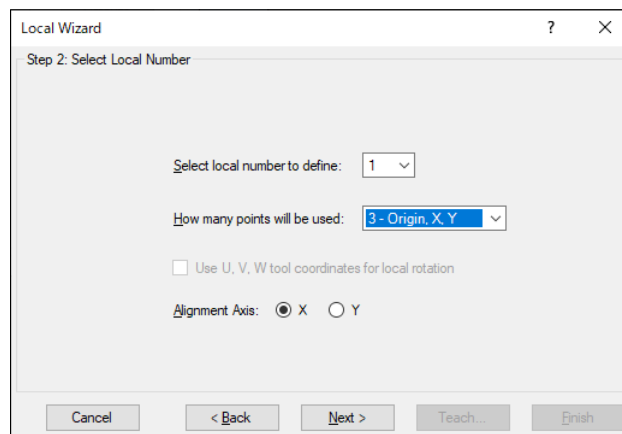 Local Wizard ? ×
Step 2: Select Local Number
Select local number to define: 1
How many points will be used: 3 - Origin, X, Y
Use U, V, W tool coordinates for local rotation
Alignment Axis: X Y
Cancel < Back Next > Teach... Finish